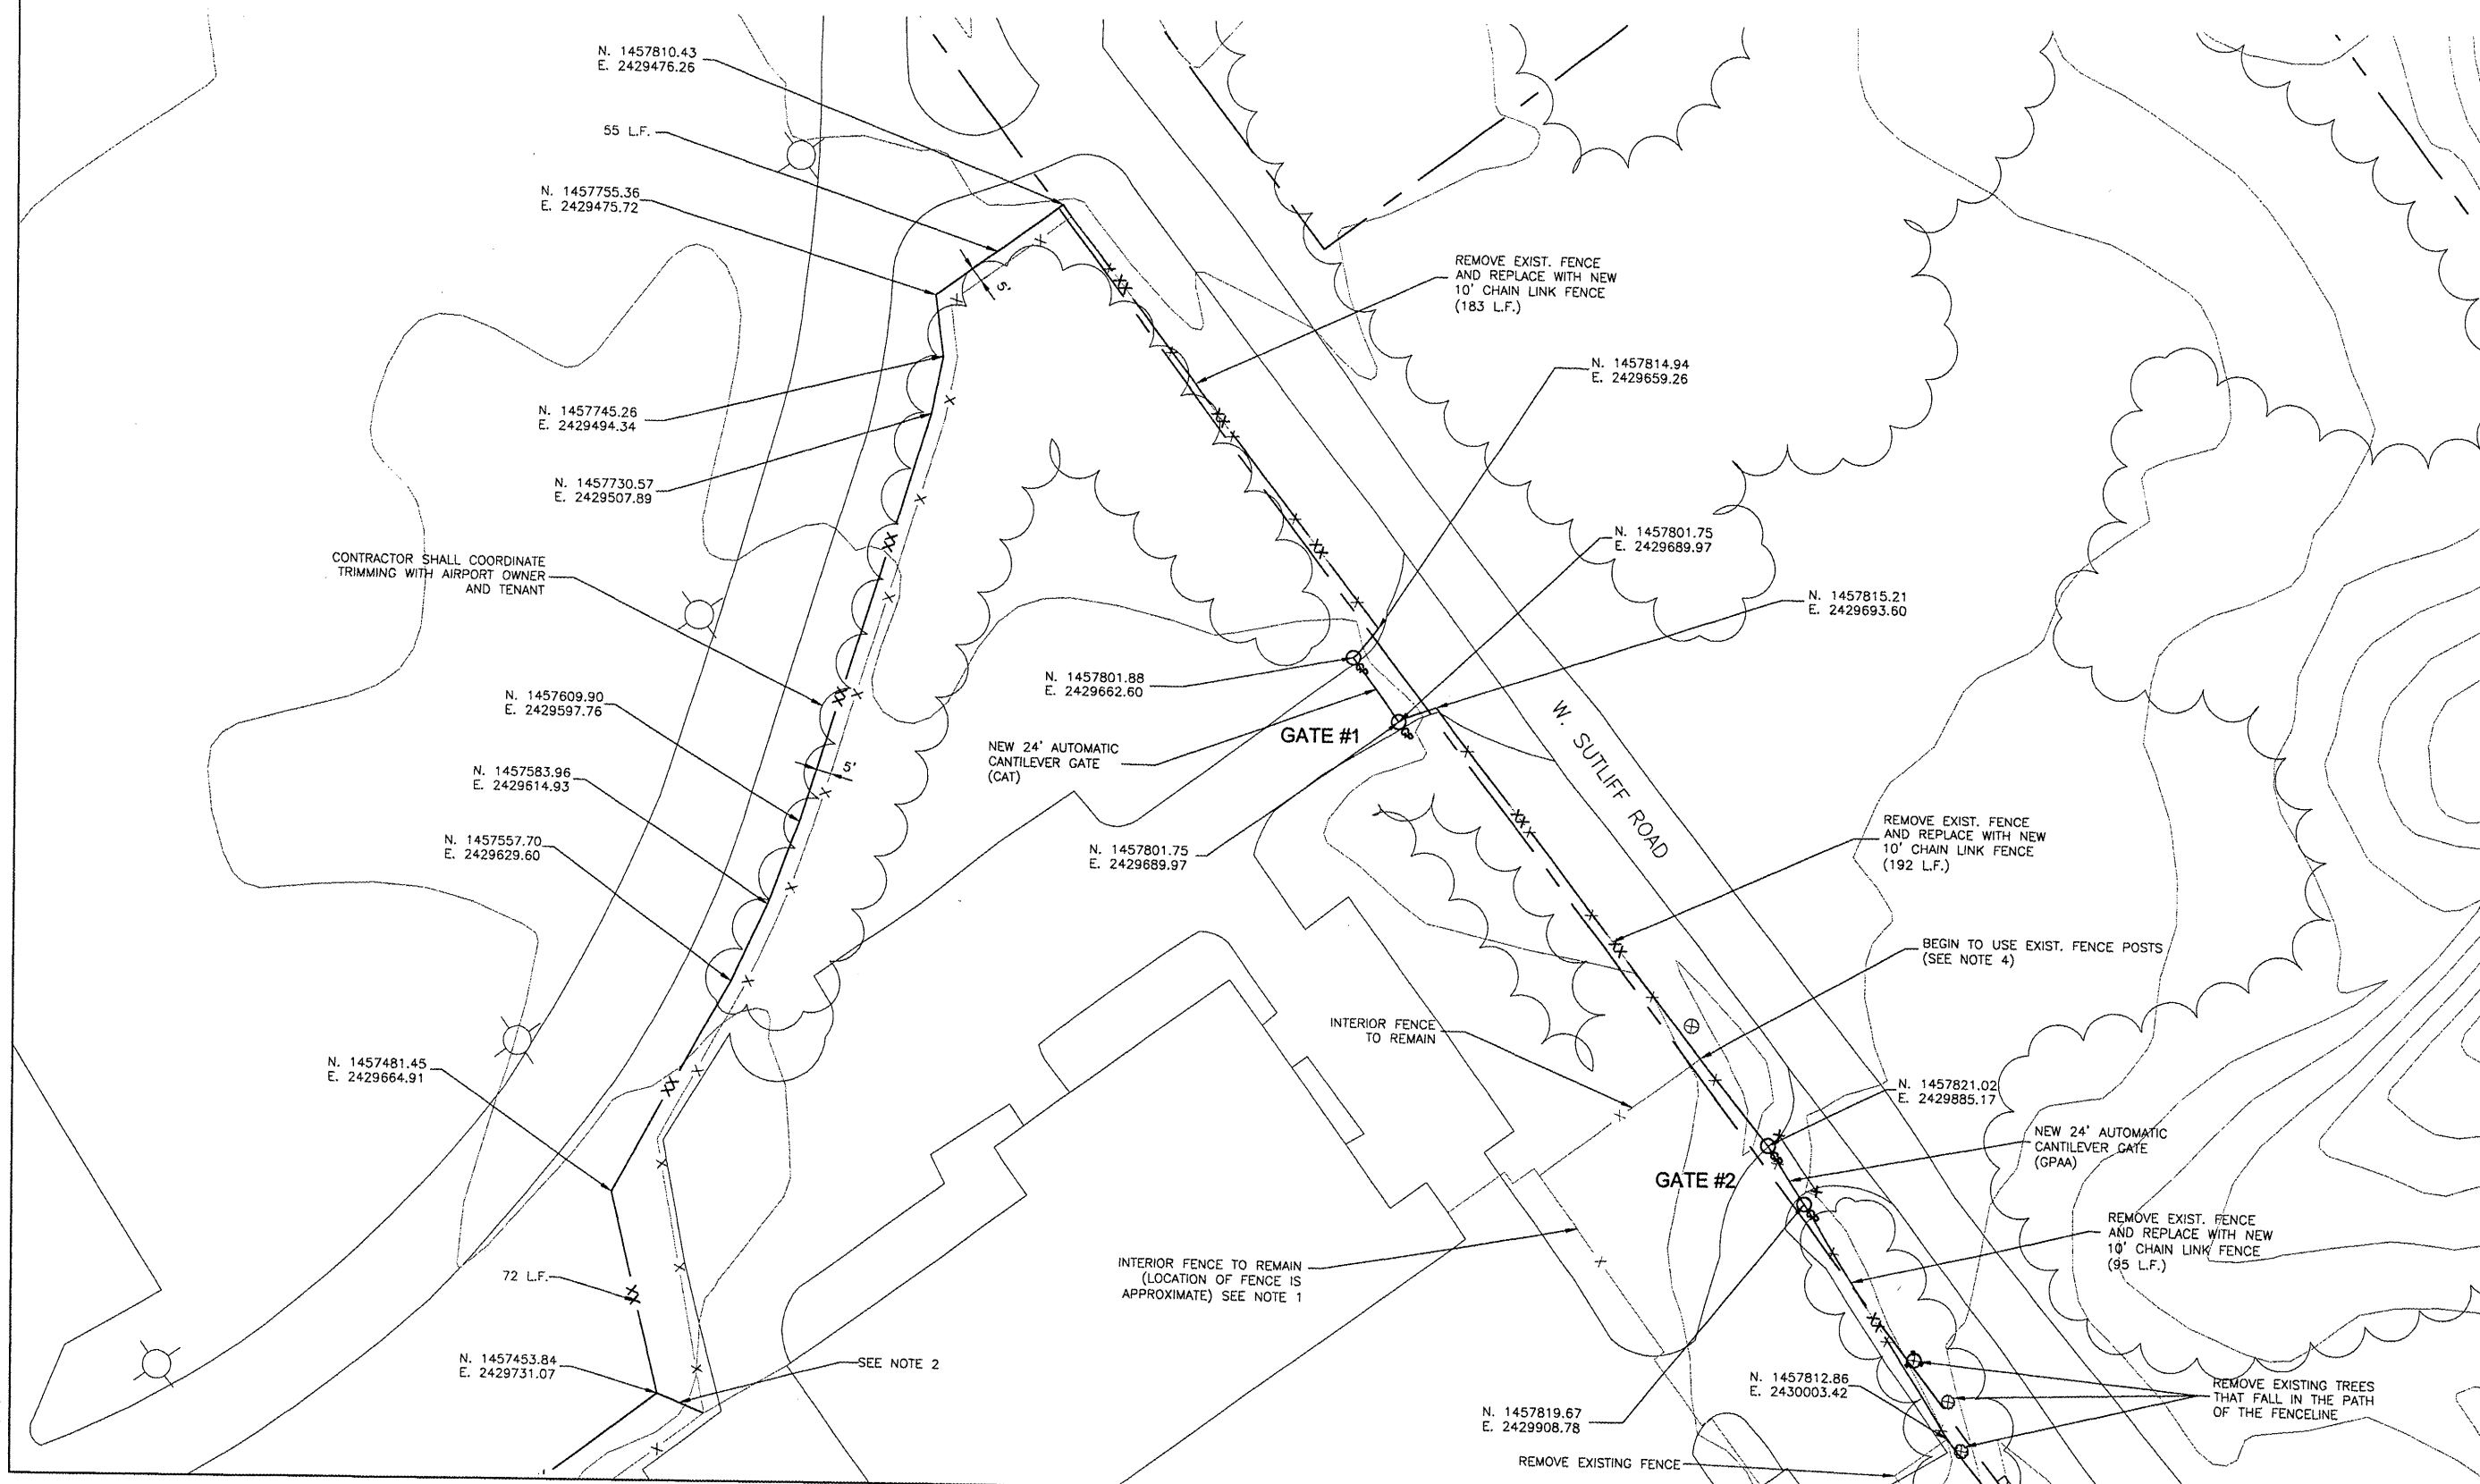 N. 1457810.43
E. 2429476.26
55 L.F.
N. 1457755.36
E. 2429475.72
5'
REMOVE EXIST. FENCE
AND REPLACE WITH NEW
10' CHAIN LINK FENCE
(183 L.F.)
N. 1457814.94
E. 2429659.26
N. 1457745.26
E. 2429494.34
N. 1457730.57
E. 2429507.89
N. 1457801.75
E. 2429689.97
CONTRACTOR SHALL COORDINATE
TRIMMING WITH AIRPORT OWNER
AND TENANT
N. 1457815.21
E. 2429693.60
N. 1457801.88
E. 2429662.60
GP
N. 1457609.90
E. 2429597.76
GATE #1
GP
W. SUTLIFF ROAD
NEW 24' AUTOMATIC
CANTILEVER GATE
(CAT)
5'
N. 1457583.96
E. 2429614.93
N. 1457557.70
E. 2429629.60
N. 1457801.75
E. 2429689.97
REMOVE EXIST. FENCE
AND REPLACE WITH NEW
10' CHAIN LINK FENCE
(192 L.F.)
BEGIN TO USE EXIST. FENCE POSTS
(SEE NOTE 4)
INTERIOR FENCE
TO REMAIN
N. 1457481.45
E. 2429664.91
N. 1457821.02
E. 2429885.17
NEW 24' AUTOMATIC
CANTILEVER GATE
(GPAA)
GP
GATE #2
GP
REMOVE EXIST. FENCE
AND REPLACE WITH NEW
10' CHAIN LINK FENCE
(95 L.F.)
72 L.F.
INTERIOR FENCE TO REMAIN
(LOCATION OF FENCE IS
APPROXIMATE) SEE NOTE 1
N. 1457453.84
E. 2429731.07
SEE NOTE 2
N. 1457812.86
E. 2430003.42
REMOVE EXISTING TREES
THAT FALL IN THE PATH
OF THE FENCELINE
N. 1457819.67
E. 2429908.78
REMOVE EXISTING FENCE